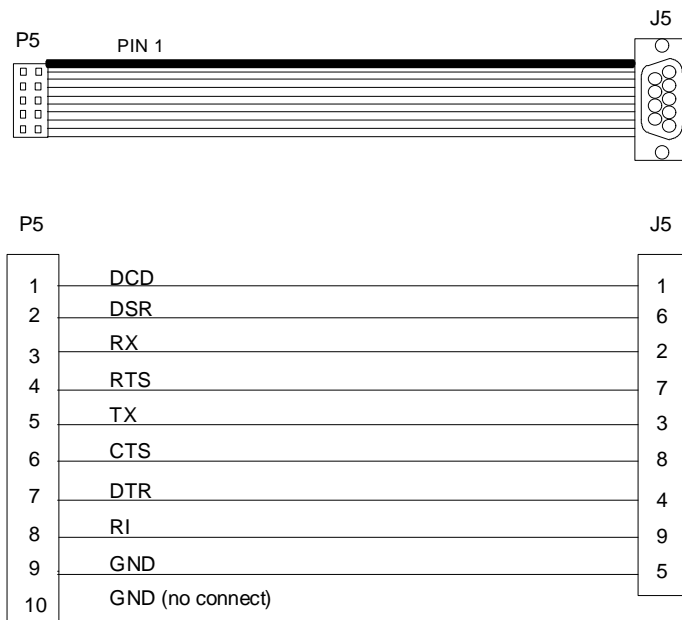 J5
P5
PIN 1
P5
J5
1 DCD 1
2 DSR 6
3 RX 2
4 RTS 7
5 TX 3
6 CTS 8
7 DTR 4
8 RI 9
9 GND 5
10 GND (no connect)